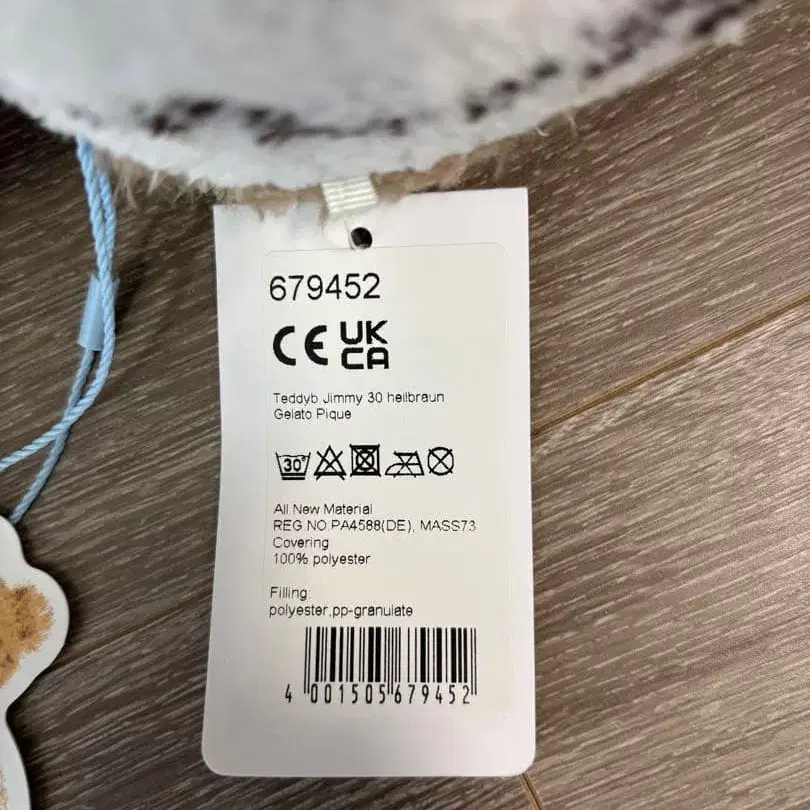 679452
CE UK
CA
Teddyb Jimmy 30 hellbraun
Gelato Pique
30°
All New Material
REG NO.PA4588(DE), MASS73
Covering
100% polyester
Filling:
polyester,pp-granulate
4 001505 679452